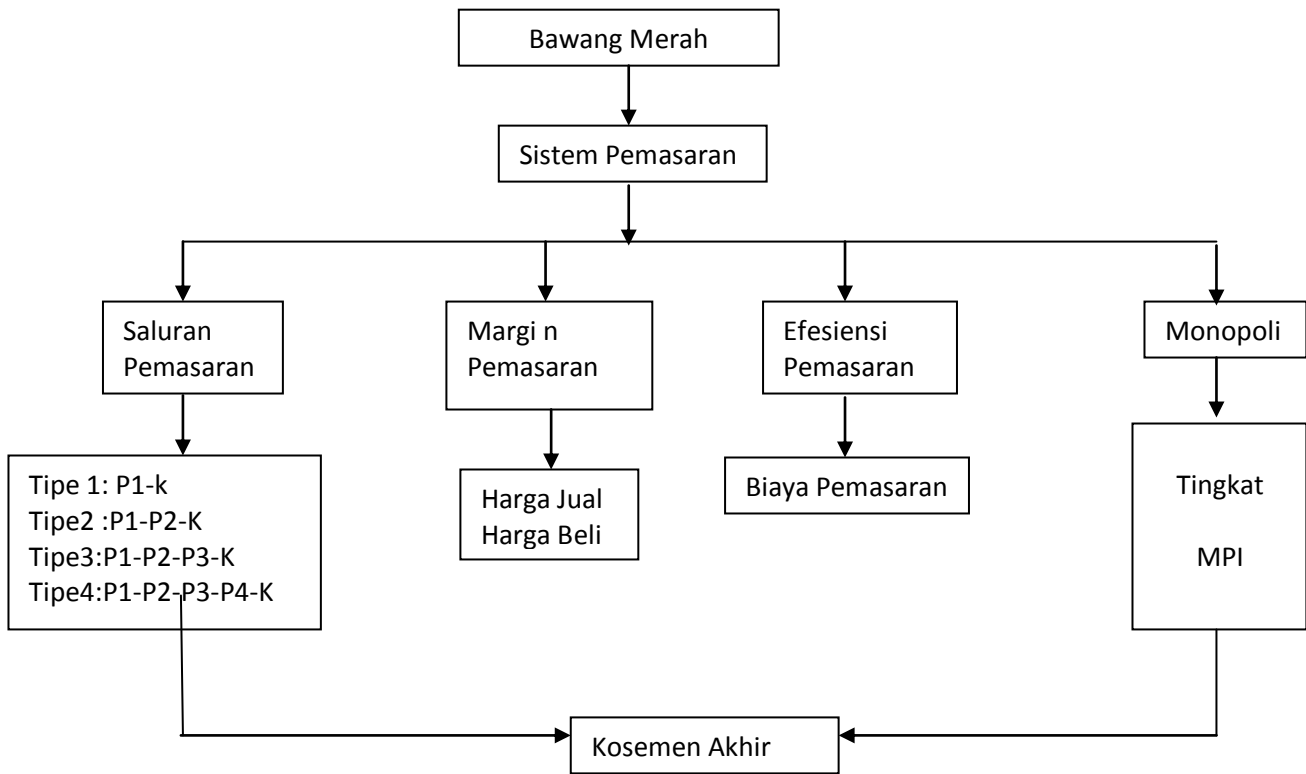 Bawang Merah
Sistem Pemasaran
Saluran
Pemasaran
Margi n
Pemasaran
Efesiensi
Pemasaran
Monopoli
Tipe 1: P1-k
Tipe2 :P1-P2-K
Tipe3:P1-P2-P3-K
Tipe4:P1-P2-P3-P4-K
Harga Jual
Harga Beli
Biaya Pemasaran
Tingkat
MPI
Kosemen Akhir